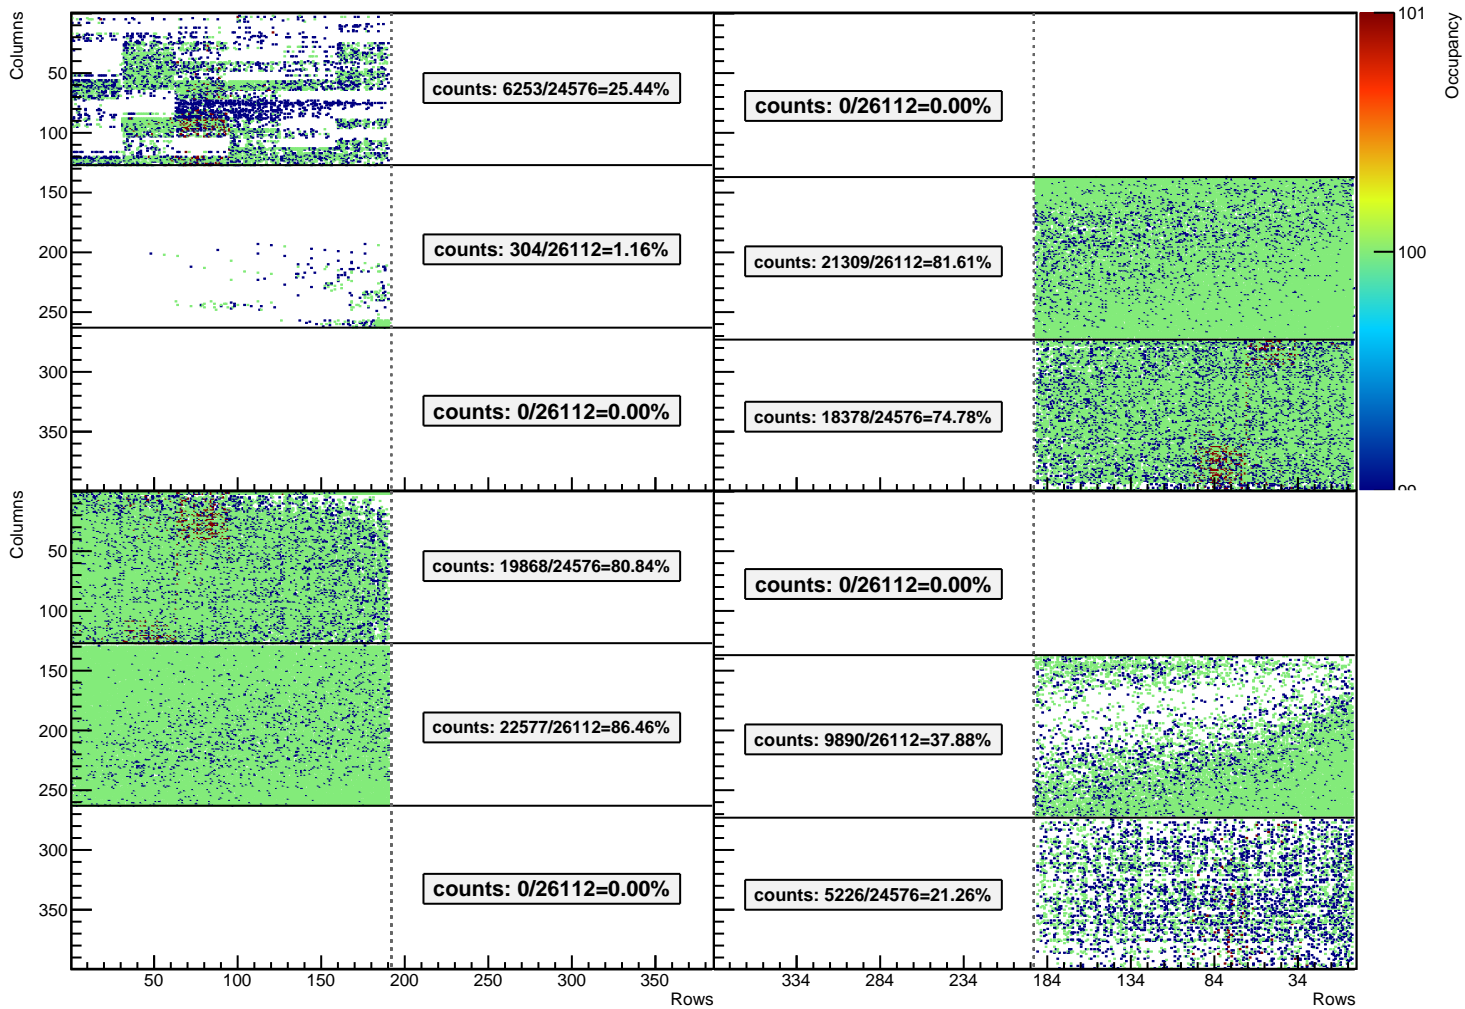 Columns
50
100
150
200
250
300
350
counts: 6253/24576=25.44%
counts: 304/26112=1.16%
counts: 0/26112=0.00%
counts: 0/26112=0.00%
counts: 21309/26112=81.61%
counts: 18378/24576=74.78%
101
100
Occupancy
Columns
50
100
150
200
250
300
350
counts: 19868/24576=80.84%
counts: 22577/26112=86.46%
counts: 0/26112=0.00%
counts: 0/26112=0.00%
counts: 9890/26112=37.88%
counts: 5226/24576=21.26%
50 100 150 200 250 300 350
Rows
334 284 234 184 134 84 34
Rows